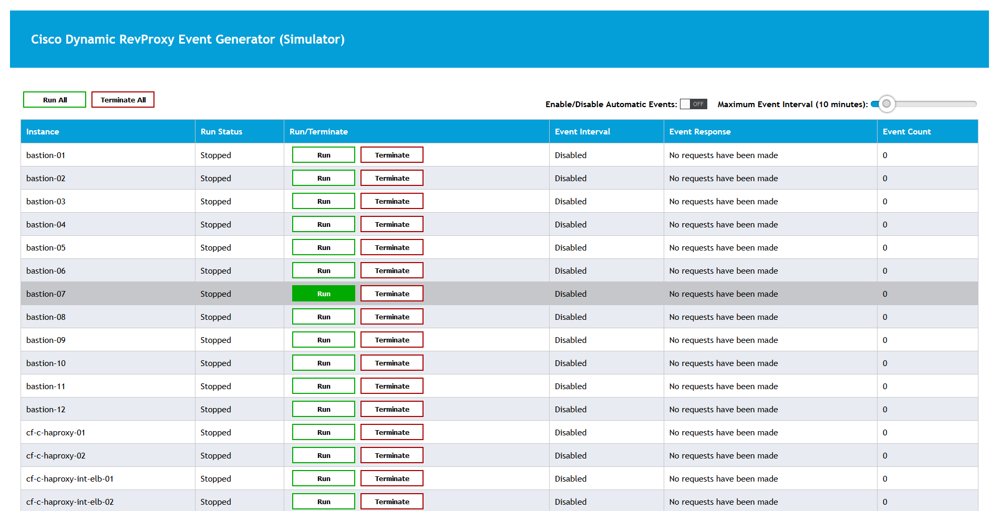 Cisco Dynamic RevProxy Event Generator (Simulator)
Run All Terminate All Enable/Disable Automatic Events: OFF Maximum Event Interval (10 minutes):
Instance Run Status Run/Terminate Event Interval Event Response Event Count
bastion-01 Stopped Run Terminate Disabled No requests have been made 0
bastion-02 Stopped Run Terminate Disabled No requests have been made 0
bastion-03 Stopped Run Terminate Disabled No requests have been made 0
bastion-04 Stopped Run Terminate Disabled No requests have been made 0
bastion-05 Stopped Run Terminate Disabled No requests have been made 0
bastion-06 Stopped Run Terminate Disabled No requests have been made 0
bastion-07 Stopped Run Terminate Disabled No requests have been made 0
bastion-08 Stopped Run Terminate Disabled No requests have been made 0
bastion-09 Stopped Run Terminate Disabled No requests have been made 0
bastion-10 Stopped Run Terminate Disabled No requests have been made 0
bastion-11 Stopped Run Terminate Disabled No requests have been made 0
bastion-12 Stopped Run Terminate Disabled No requests have been made 0
cf-c-haproxy-01 Stopped Run Terminate Disabled No requests have been made 0
cf-c-haproxy-02 Stopped Run Terminate Disabled No requests have been made 0
cf-c-haproxy-int-elb-01 Stopped Run Terminate Disabled No requests have been made 0
cf-c-haproxy-int-elb-02 Stopped Run Terminate Disabled No requests have been made 0